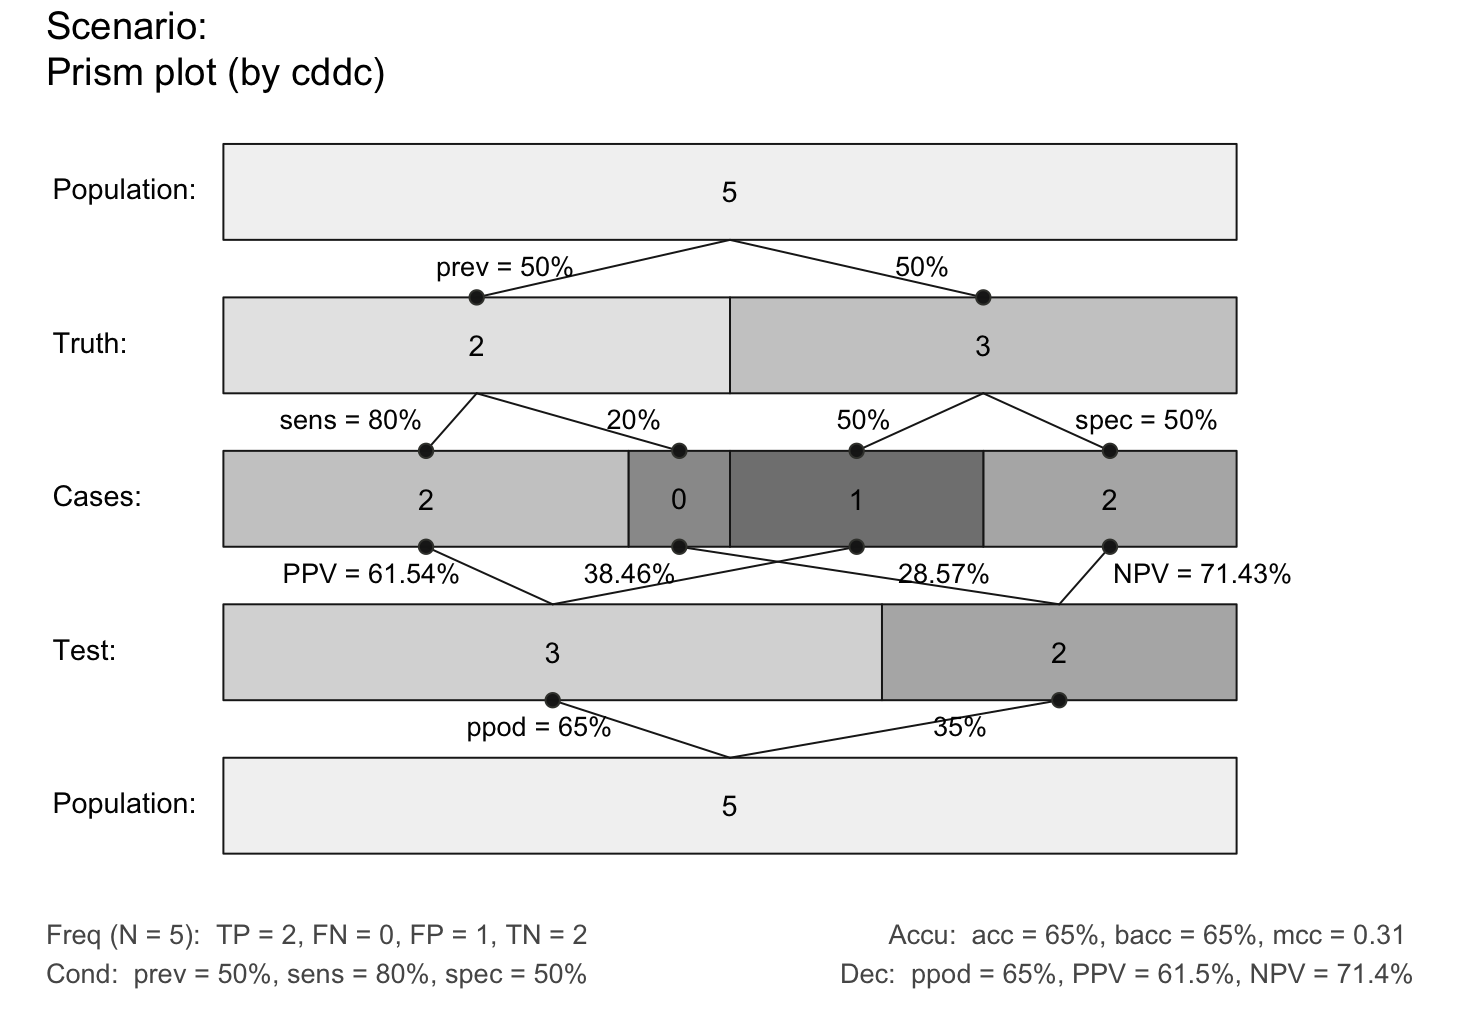 Scenario:
Prism plot (by cddc)
Population:
5
prev = 50%
50%
Truth:
2
3
sens = 80%
20%
50%
spec = 50%
Cases:
2
0
1
2
PPV = 61.54%
38.46%
28.57%
NPV = 71.43%
Test:
3
2
ppod = 65%
35%
Population:
5
Freq (N = 5):  TP = 2, FN = 0, FP = 1, TN = 2
Accu:  acc = 65%, bacc = 65%, mcc = 0.31
Cond:  prev = 50%, sens = 80%, spec = 50%
Dec:  ppod = 65%, PPV = 61.5%, NPV = 71.4%